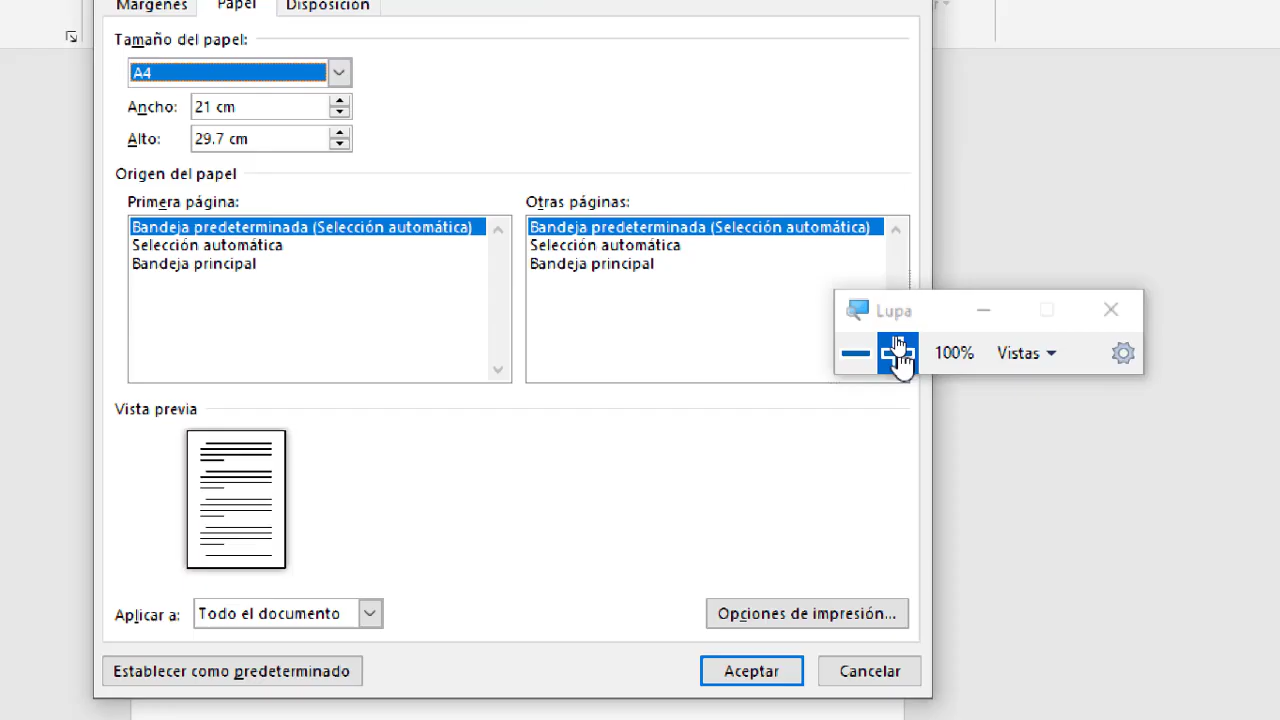 Márgenes Papel Disposición
Tamaño del papel:
A4
Ancho: 21 cm
Alto: 29.7 cm
Origen del papel
Primera página: Otras páginas:
Bandeja predeterminada (Selección automática) Bandeja predeterminada (Selección automática)
Selección automática Selección automática
Bandeja principal Bandeja principal
Lupa
100% Vistas
Vista previa
Aplicar a: Todo el documento Opciones de impresión...
Establecer como predeterminado Aceptar Cancelar